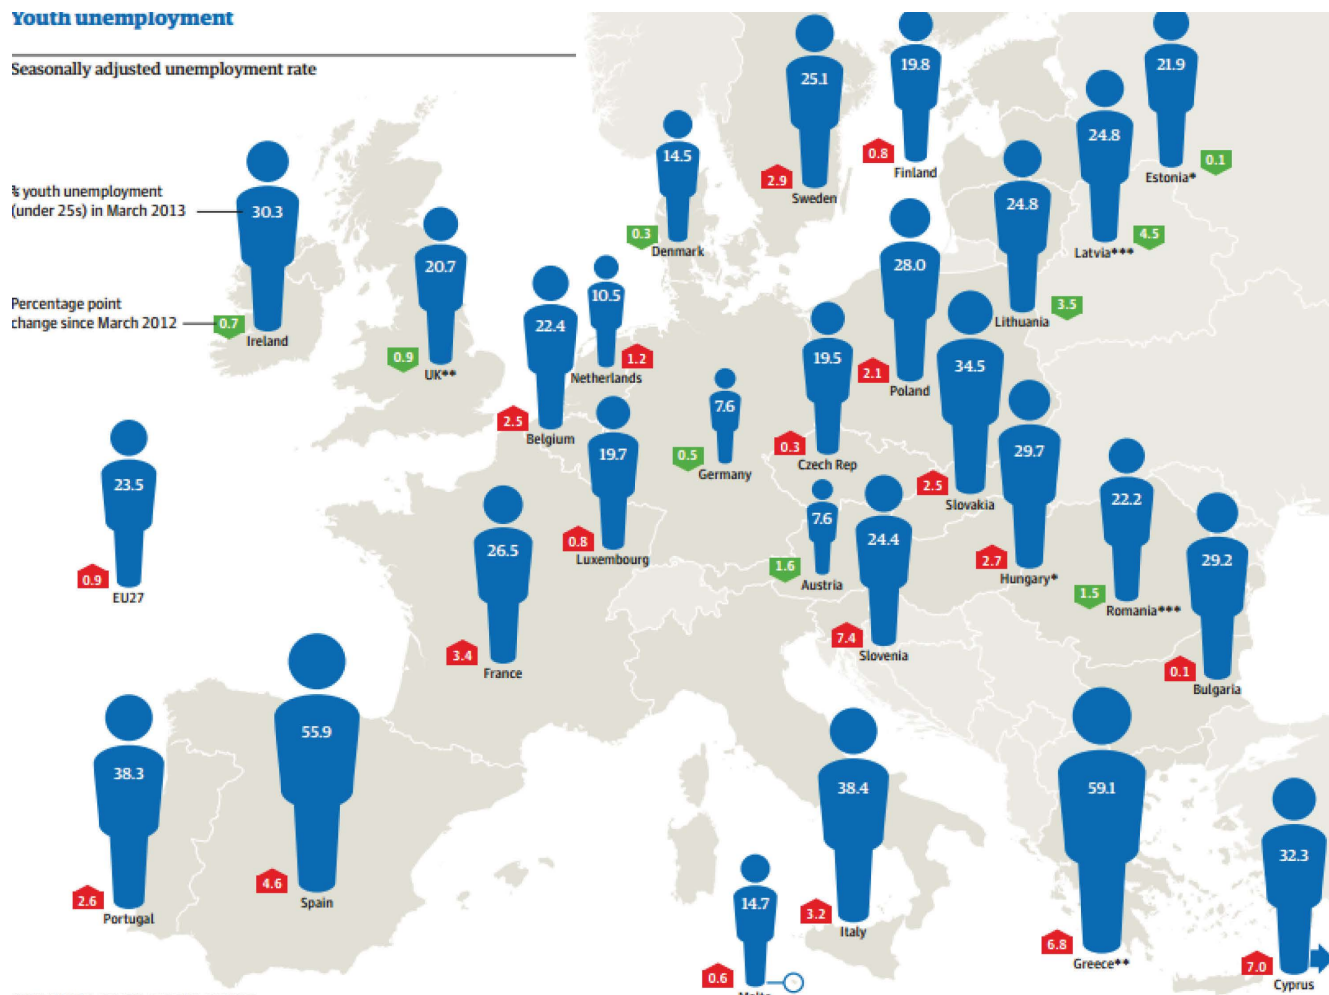 Youth unemployment
Seasonally adjusted unemployment rate
% youth unemployment
(under 25s) in March 2013
Percentage point
change since March 2012
30.3
0.7
Ireland
20.7
0.9
UK**
14.5
0.3
Denmark
25.1
2.9
Sweden
19.8
0.8
Finland
21.9
0.1
Estonia*
24.8
4.5
Latvia***
24.8
3.5
Lithuania
28.0
2.1
Poland
22.4
2.5
Belgium
10.5
1.2
Netherlands
7.6
0.5
Germany
19.5
0.3
Czech Rep
34.5
2.5
Slovakia
29.7
2.7
Hungary*
22.2
1.5
Romania***
29.2
0.1
Bulgaria
23.5
0.9
EU27
19.7
0.8
Luxembourg
26.5
3.4
France
7.6
1.6
Austria
24.4
7.4
Slovenia
38.3
2.6
Portugal
55.9
4.6
Spain
14.7
0.6
Malta
38.4
3.2
Italy
59.1
6.8
Greece**
32.3
7.0
Cyprus